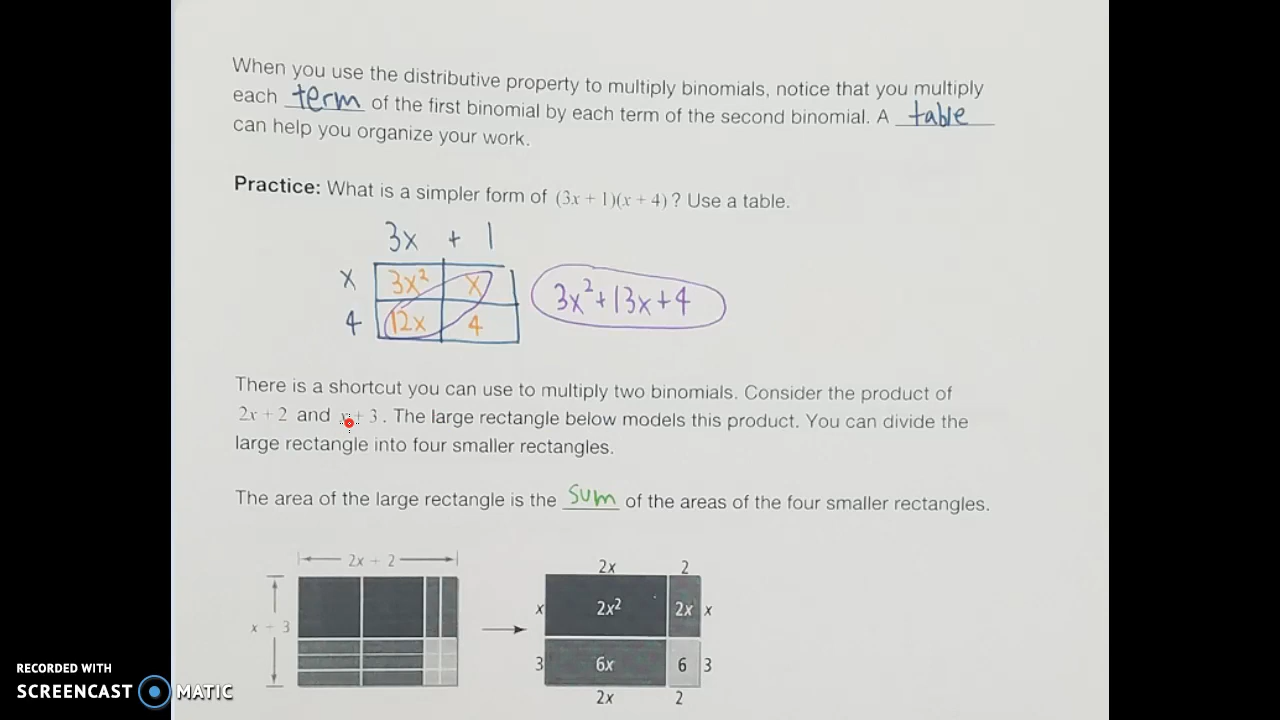 When you use the distributive property to multiply binomials, notice that you multiply
each term of the first binomial by each term of the second binomial. A table
can help you organize your work.
Practice: What is a simpler form of (3x + 1)(x + 4)? Use a table.
3x + 1
x 3x² x
4 12x 4
3x² + 13x + 4
There is a shortcut you can use to multiply two binomials. Consider the product of
2x + 2 and x + 3. The large rectangle below models this product. You can divide the
large rectangle into four smaller rectangles.
The area of the large rectangle is the sum of the areas of the four smaller rectangles.
2x + 2
x + 3
2x 2
x 2x² 2x x
3 6x 6 3
2x 2
RECORDED WITH
SCREENCAST MATIC